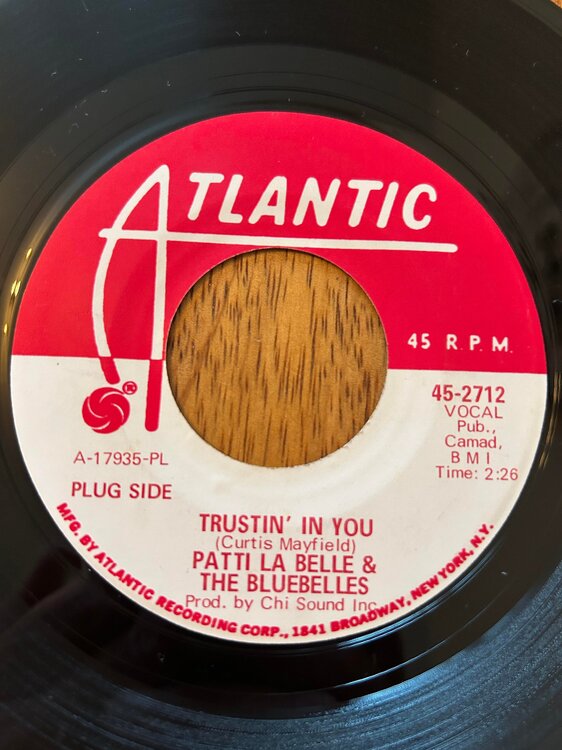 ATLANTIC
45 R.P.M.
®
45-2712
VOCAL
Pub.,
Camad,
BMI
Time: 2:26
A-17935-PL
PLUG SIDE
TRUSTIN' IN YOU
(Curtis Mayfield)
PATTI LA BELLE &
THE BLUEBELLES
Prod. by Chi Sound Inc.
MFG. BY ATLANTIC RECORDING CORP., 1841 BROADWAY, NEW YORK, N.Y.